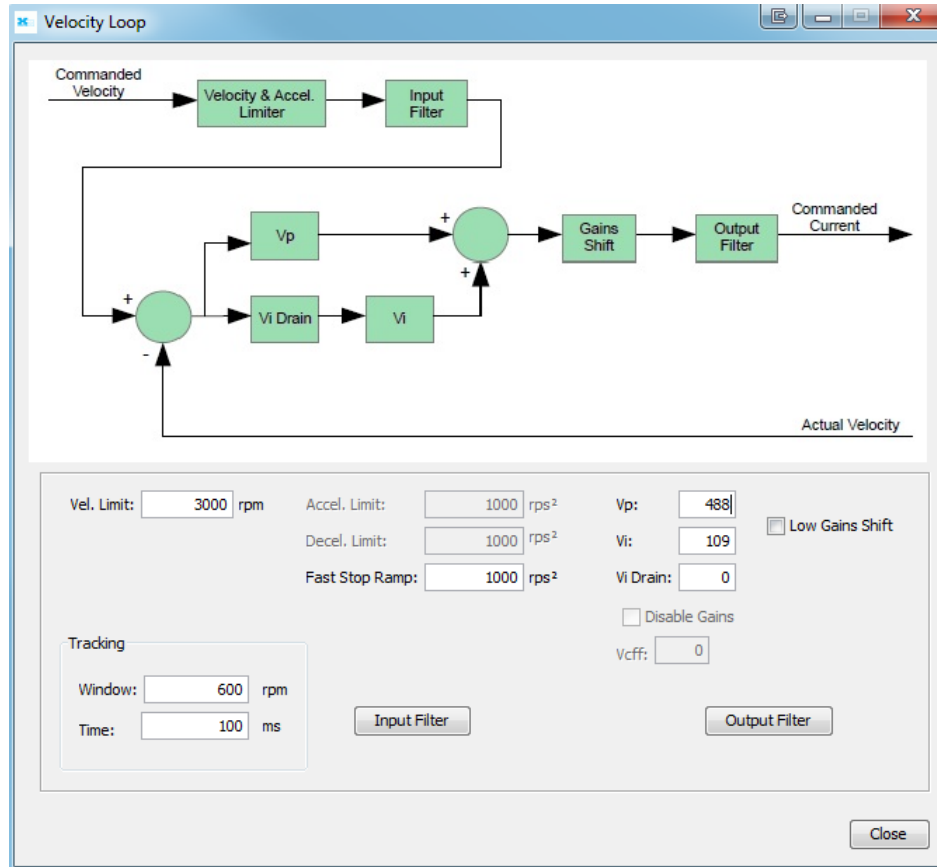 Velocity Loop
Commanded
Velocity
Velocity & Accel.
Limiter
Input
Filter
Vp
+
+
Gains
Shift
Output
Filter
Commanded
Current
+
-
Vi Drain
Vi
Actual Velocity
Vel. Limit: 3000 rpm
Accel. Limit: 1000 rps²
Decel. Limit: 1000 rps²
Fast Stop Ramp: 1000 rps²
Vp: 488
Vi: 109
Vi Drain: 0
Low Gains Shift
Disable Gains
Vcff: 0
Tracking
Window: 600 rpm
Time: 100 ms
Input Filter
Output Filter
Close